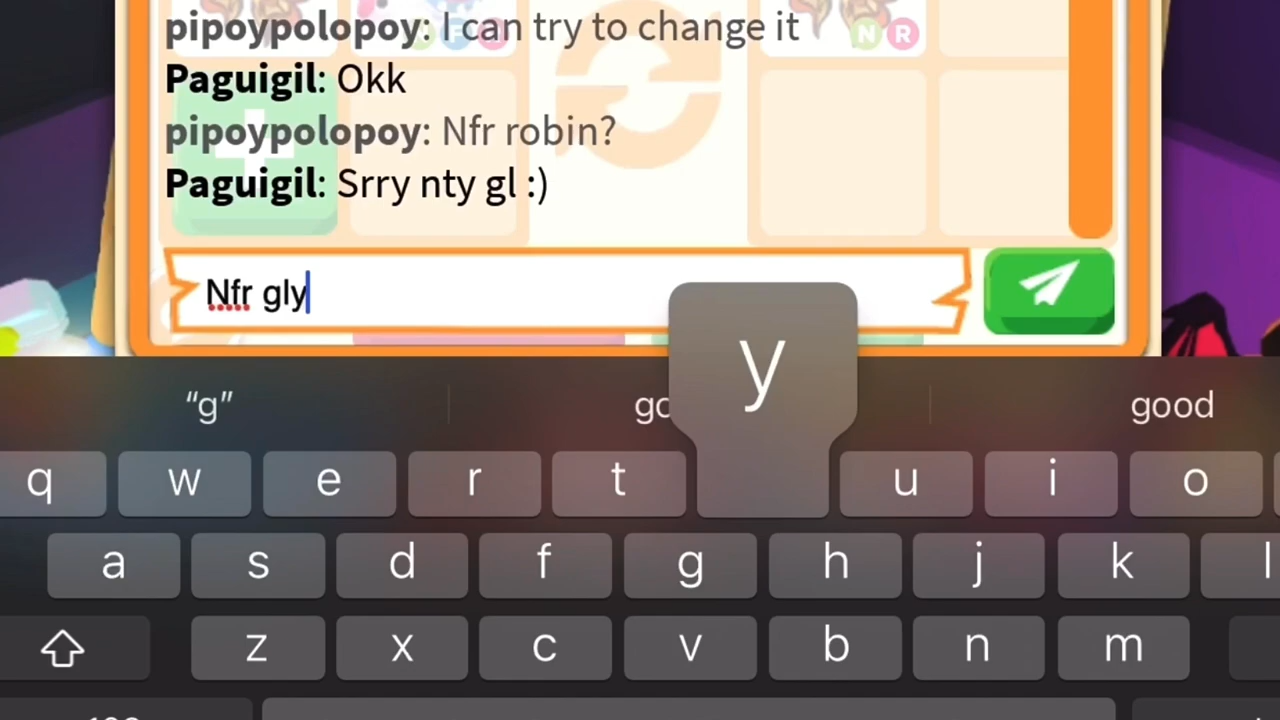 pipoypolopoy: I can try to change it
N R
Paguigil: Okk
pipoypolopoy: Nfr robin?
Paguigil: Srry nty gl :)
Nfr gly
y
“g” good
q w e r t u i o
a s d f g h j k l
z x c v b n m